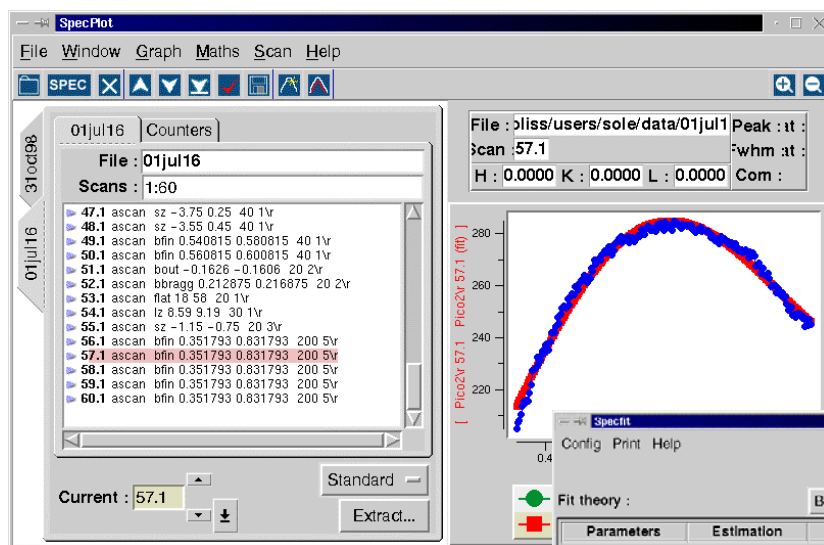 SpecPlot
File Window Graph Maths Scan Help
SPEC
31oct98
01jul16
01jul16 Counters
File : 01jul16
Scans : 1:60
47.1 ascan sz -3.75 0.25 40 1\r
48.1 ascan sz -3.55 0.45 40 1\r
49.1 ascan bfin 0.540815 0.580815 40 1\r
50.1 ascan bfin 0.560815 0.600815 40 1\r
51.1 ascan bout -0.1626 -0.1606 20 2\r
52.1 ascan bbragg 0.212875 0.216875 20 2\r
53.1 ascan flat 18 58 20 1\r
54.1 ascan lz 8.59 9.19 30 1\r
55.1 ascan sz -1.15 -0.75 20 3\r
56.1 ascan bfin 0.351793 0.831793 200 5\r
57.1 ascan bfin 0.351793 0.831793 200 5\r
58.1 ascan bfin 0.351793 0.831793 200 5\r
59.1 ascan bfin 0.351793 0.831793 200 5\r
60.1 ascan bfin 0.351793 0.831793 200 5\r
Current : 57.1
Standard
Extract...
File : oliss/users/sole/data/01jul1 Peak : at :
Scan : 57.1 Fwhm : at :
H : 0.0000 K : 0.0000 L : 0.0000 Com :
[ Pico2\r 57.1 Pico2\r 57.1 (fit) ]
280
260
240
220
0.4
Specfit
Config Print Help
Fit theory :
B
Parameters Estimation